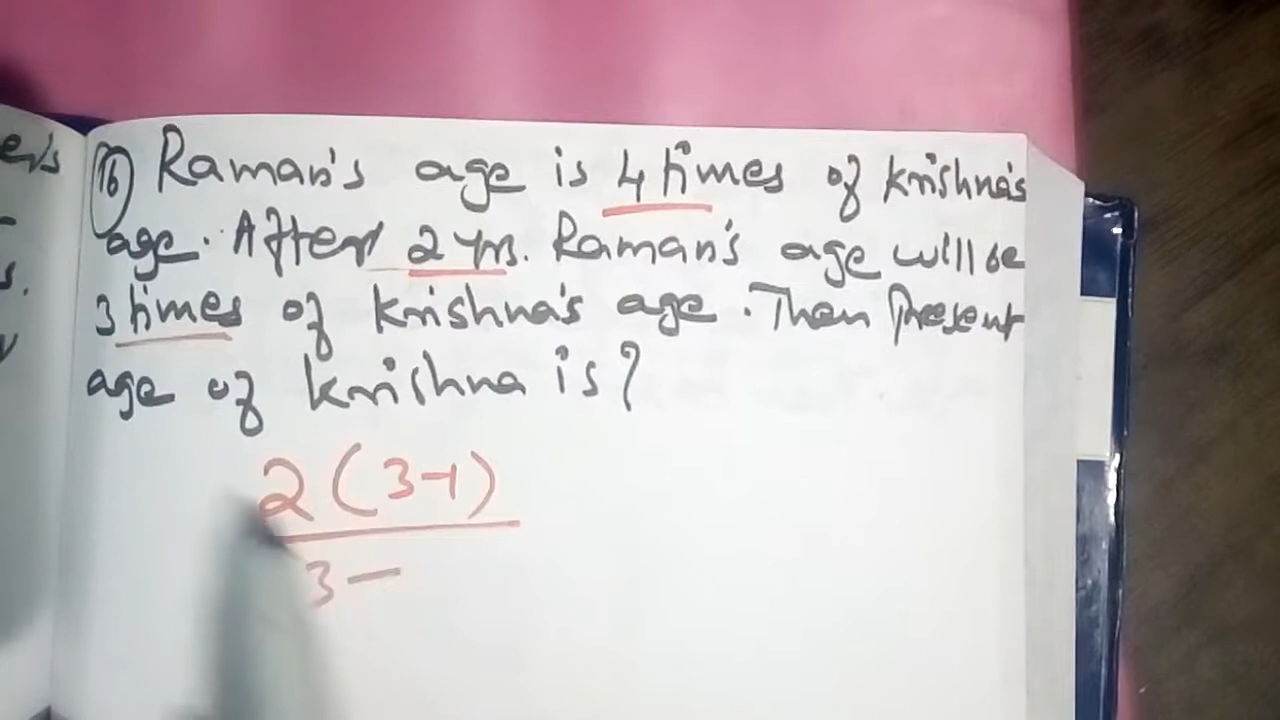 er's
16) Raman's age is 4 times of Krishna's
age. After 2 yrs. Raman's age will be
3 times of Krishna's age. Then Present
age of Krishna is?
2 (3-1)
3 -